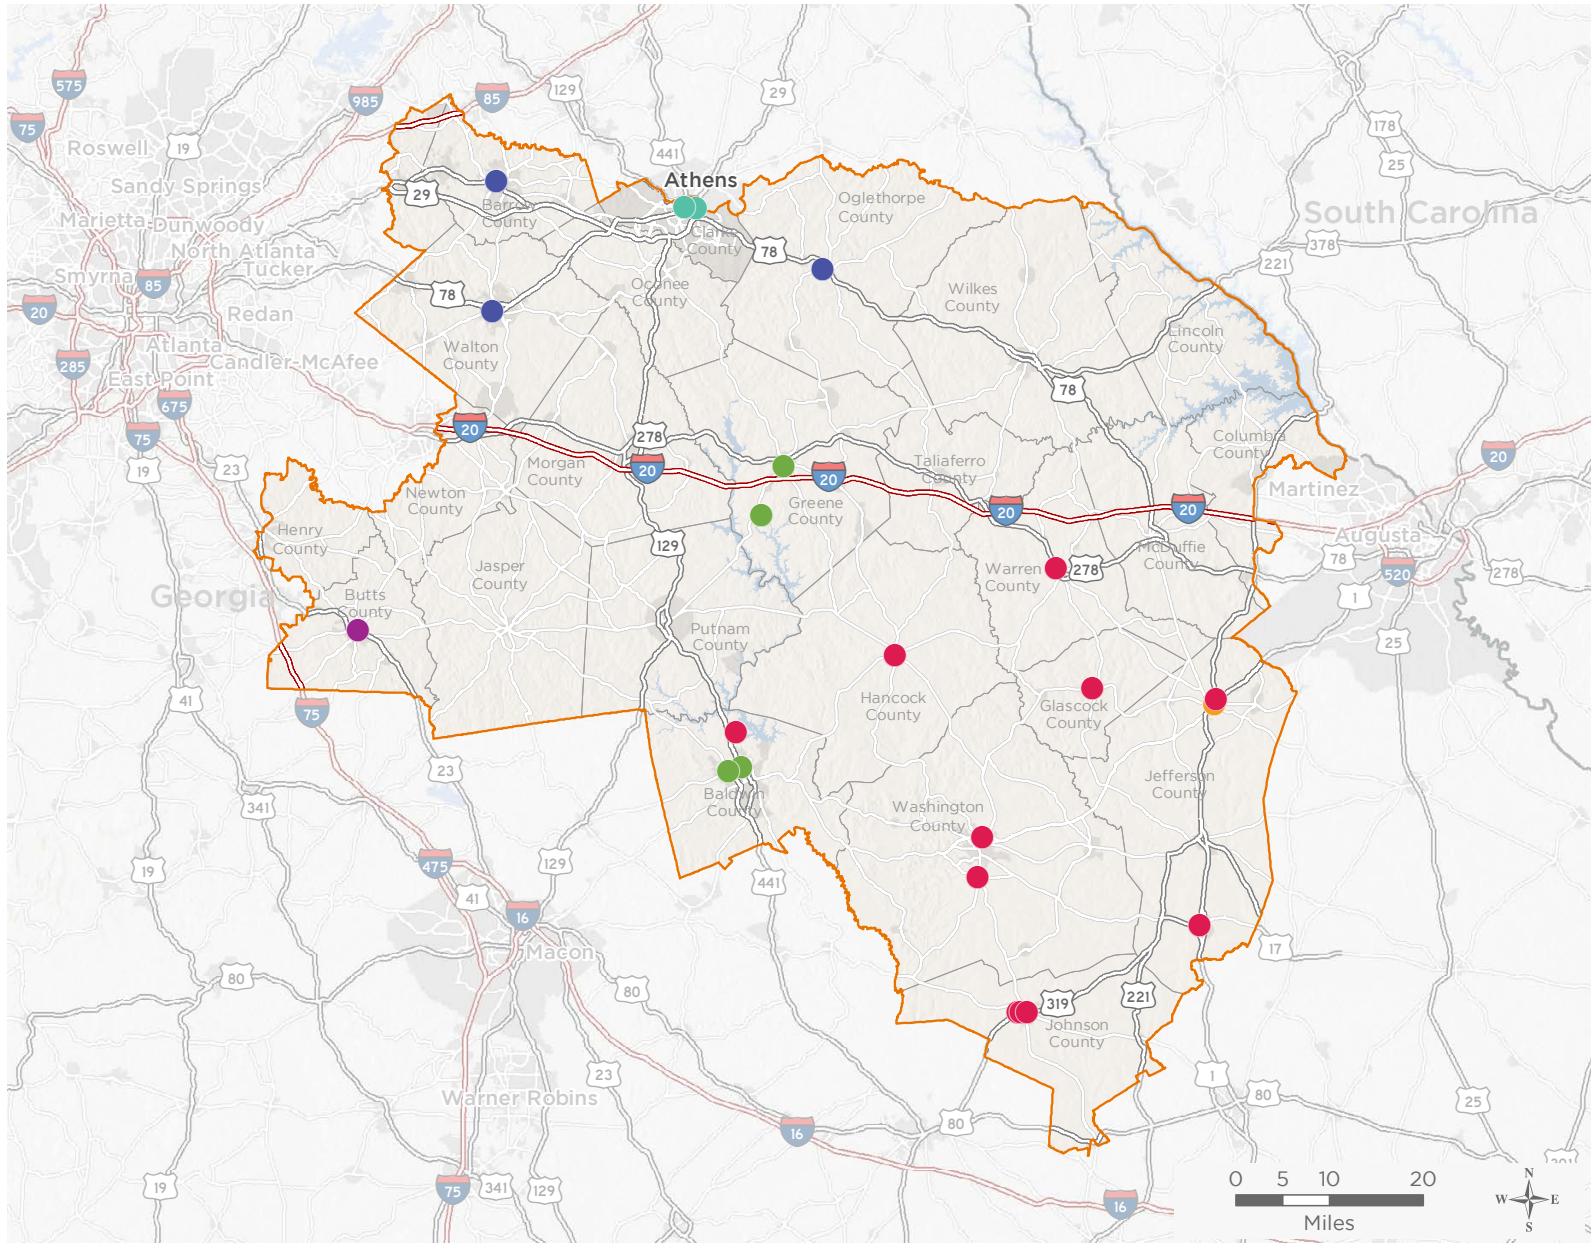 575
985
85
129
29
75
178
Roswell
19
441
25
Athens
Sandy Springs
29
Oglethorpe
County
Barrow
County
South Carolina
Marietta
Dunwoody
Clarke
County
378
North Atlanta
78
221
Tucker
Smyrna
85
78
Oconee
County
Wilkes
County
20
Redan
Lincoln
County
Atlanta
Walton
County
285
Candler-McAfee
East Point
78
675
20
278
75
Columbia
County
20
19
23
Morgan
County
20
Taliaferro
County
20
Martinez
Newton
County
Greene
County
20
20
Henry
County
129
Augusta
McDuffie
County
78
Jasper
County
Warren
County
278
520
278
Georgia
Butts
County
1
Putnam
County
25
41
Hancock
County
Glascock
County
75
23
Jefferson
County
341
Baldwin
County
Washington
County
19
475
129
441
41
16
Macon
17
80
80
319
221
Johnson
County
23
1
Warner Robins
80
25
80
16
19
75
341
129
16
0 5 10 20
Miles
N
W E
S